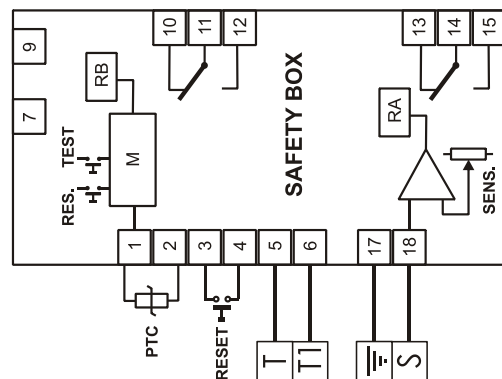 9
7
10
11
12
13
14
15
RB
RA
TEST
RES.
M
SAFETY BOX
SENS.
1
2
3
4
5
6
17
18
PTC
RESET
T
T1
S